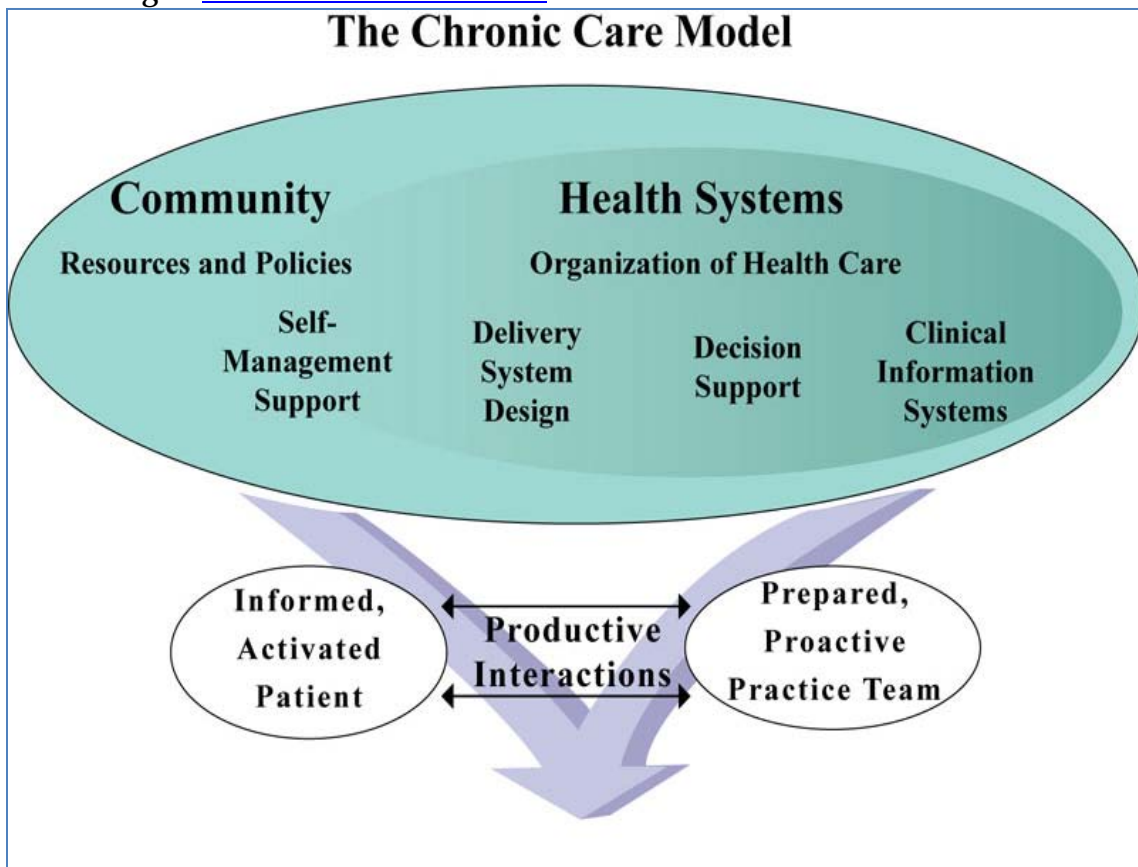 The Chronic Care Model
Community
Health Systems
Resources and Policies
Organization of Health Care
Self-
Management
Support
Delivery
System
Design
Decision
Support
Clinical
Information
Systems
Informed,
Activated
Patient
Productive
Interactions
Prepared,
Proactive
Practice Team